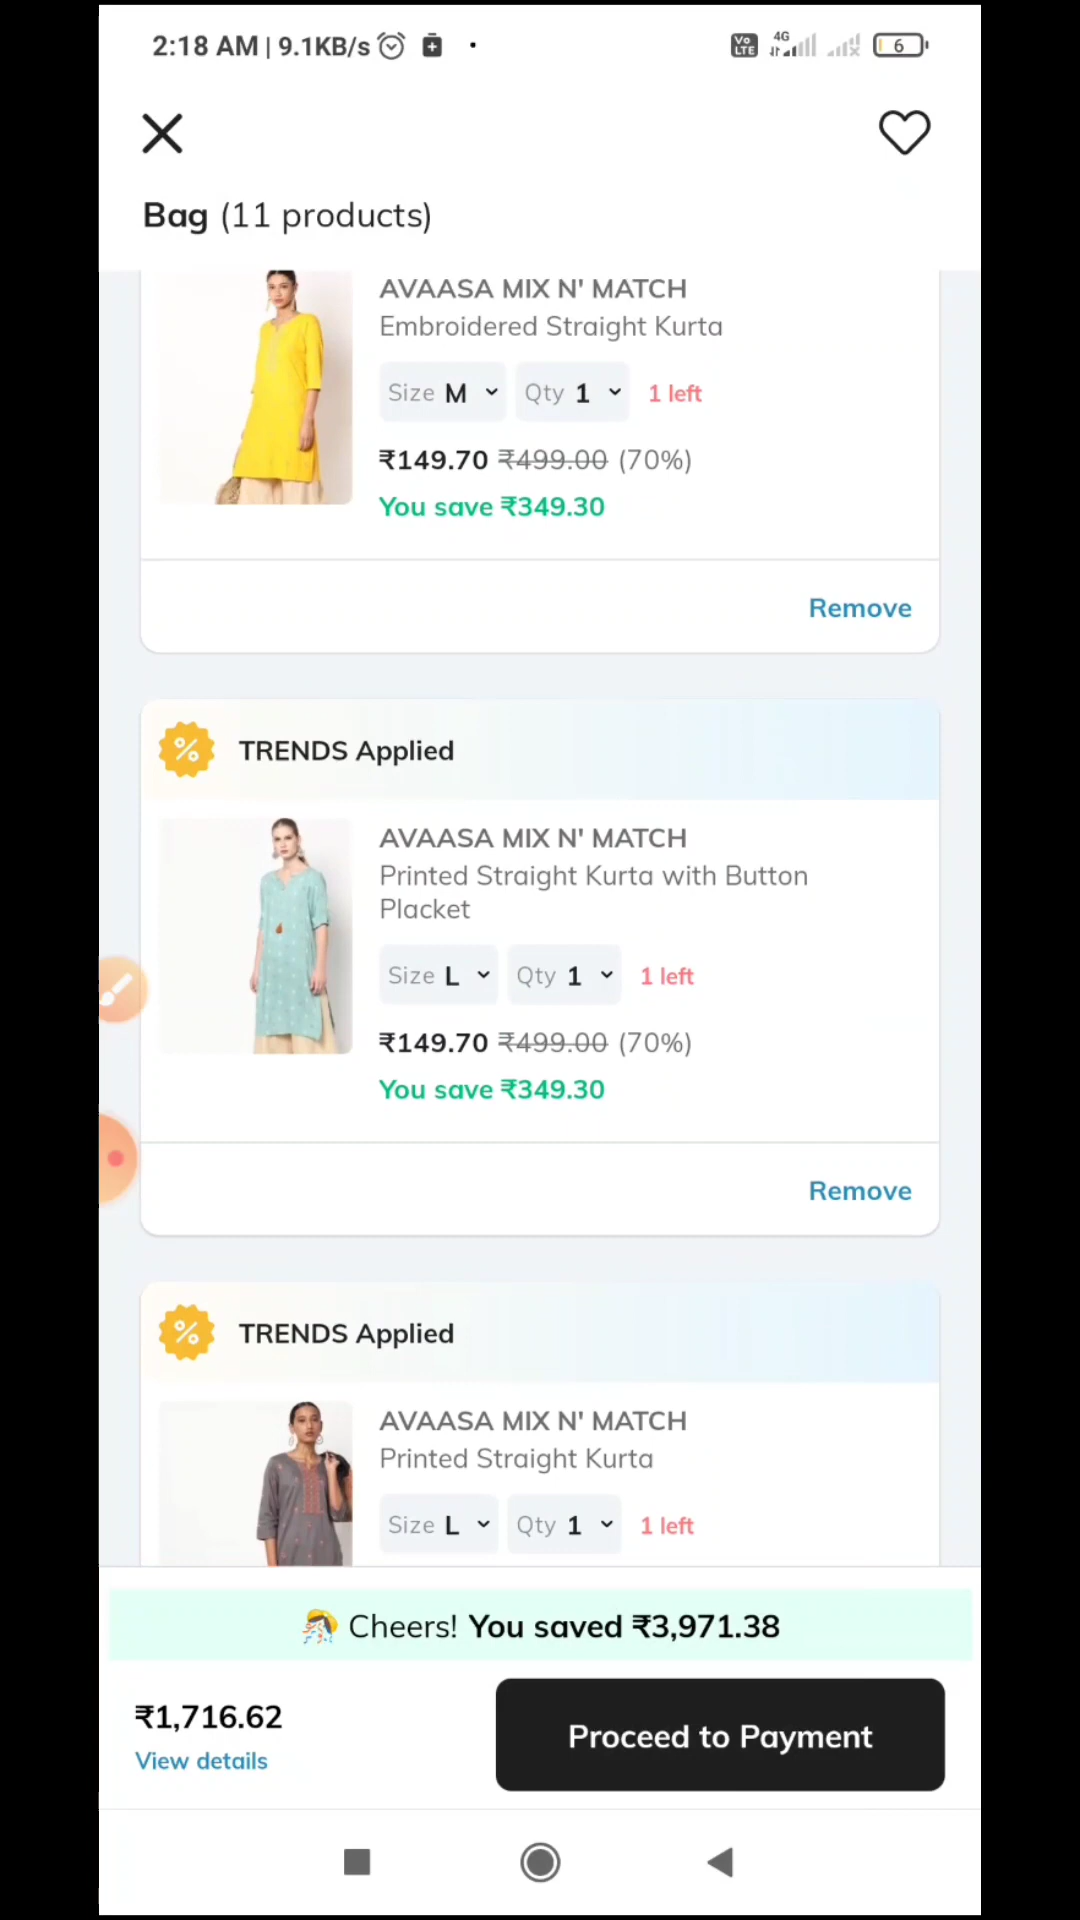 2:18 AM | 9.1KB/s
Vo LTE 4G 6
Bag (11 products)
AVAASA MIX N' MATCH
Embroidered Straight Kurta
Size M Qty 1 1 left
₹149.70 ₹499.00 (70%)
You save ₹349.30
Remove
% TRENDS Applied
AVAASA MIX N' MATCH
Printed Straight Kurta with Button
Placket
Size L Qty 1 1 left
₹149.70 ₹499.00 (70%)
You save ₹349.30
Remove
% TRENDS Applied
AVAASA MIX N' MATCH
Printed Straight Kurta
Size L Qty 1 1 left
Cheers! You saved ₹3,971.38
₹1,716.62
View details
Proceed to Payment